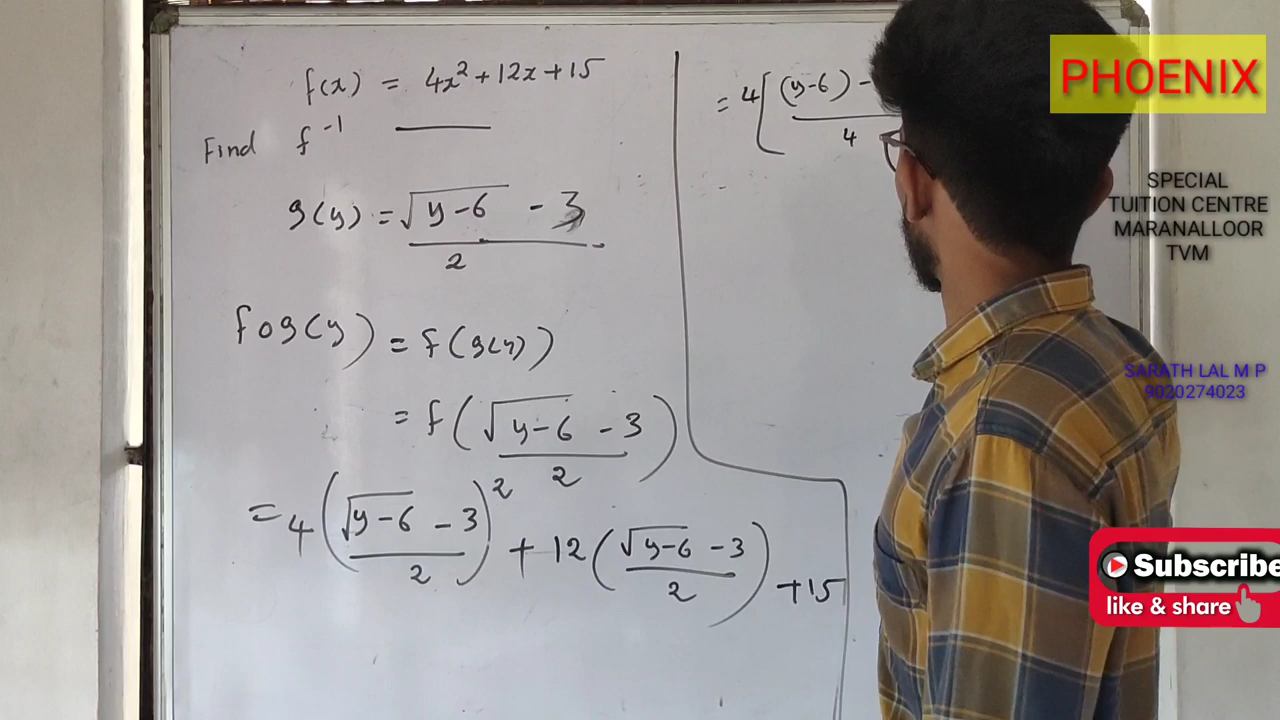 f(x) = 4x² + 12x + 15
Find f⁻¹
g(y) = (√(y-6) - 3)/2
fog(y) = f(g(y))
= f((√(y-6) - 3)/2)
= 4((√(y-6) - 3)/2)² + 12((√(y-6) - 3)/2) + 15
= 4[((y-6) -
4
PHOENIX
SPECIAL
TUITION CENTRE
MARANALLOOR
TVM
SARATH LAL M P
9020274023
Subscribe
like & share